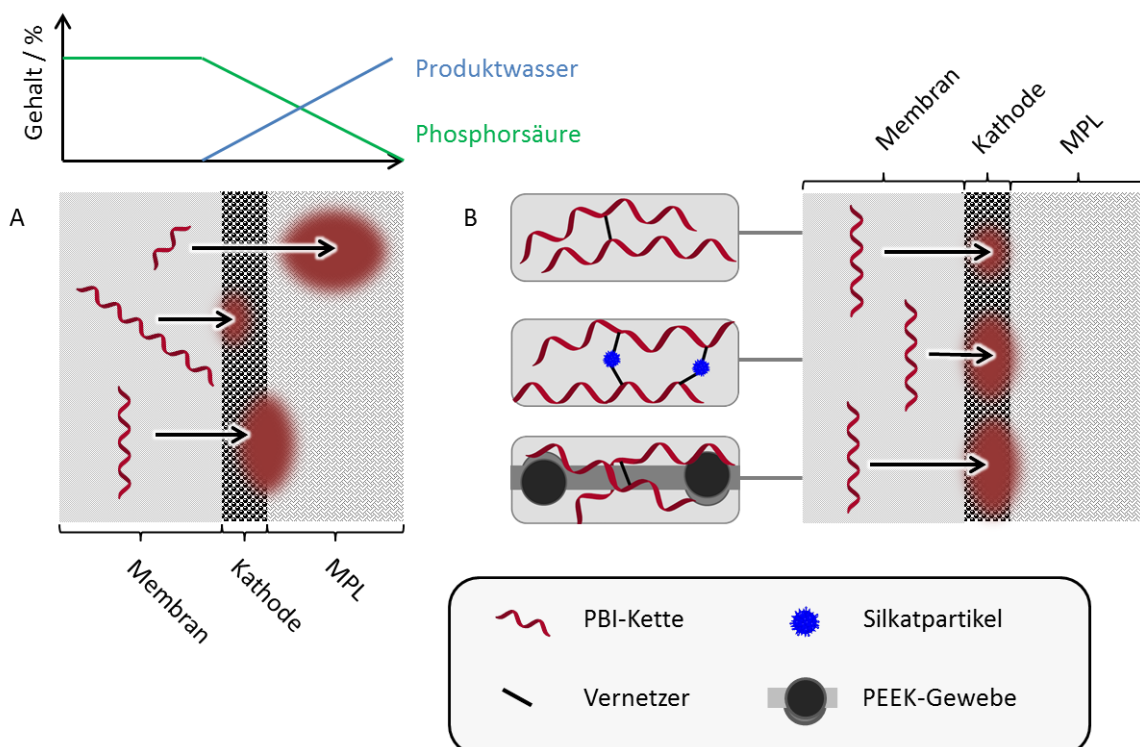 Gehalt / %
Produktwasser
Phosphorsäure
A
Membran
Kathode
MPL
B
Membran
Kathode
MPL
PBI-Kette
Silkatpartikel
Vernetzer
PEEK-Gewebe